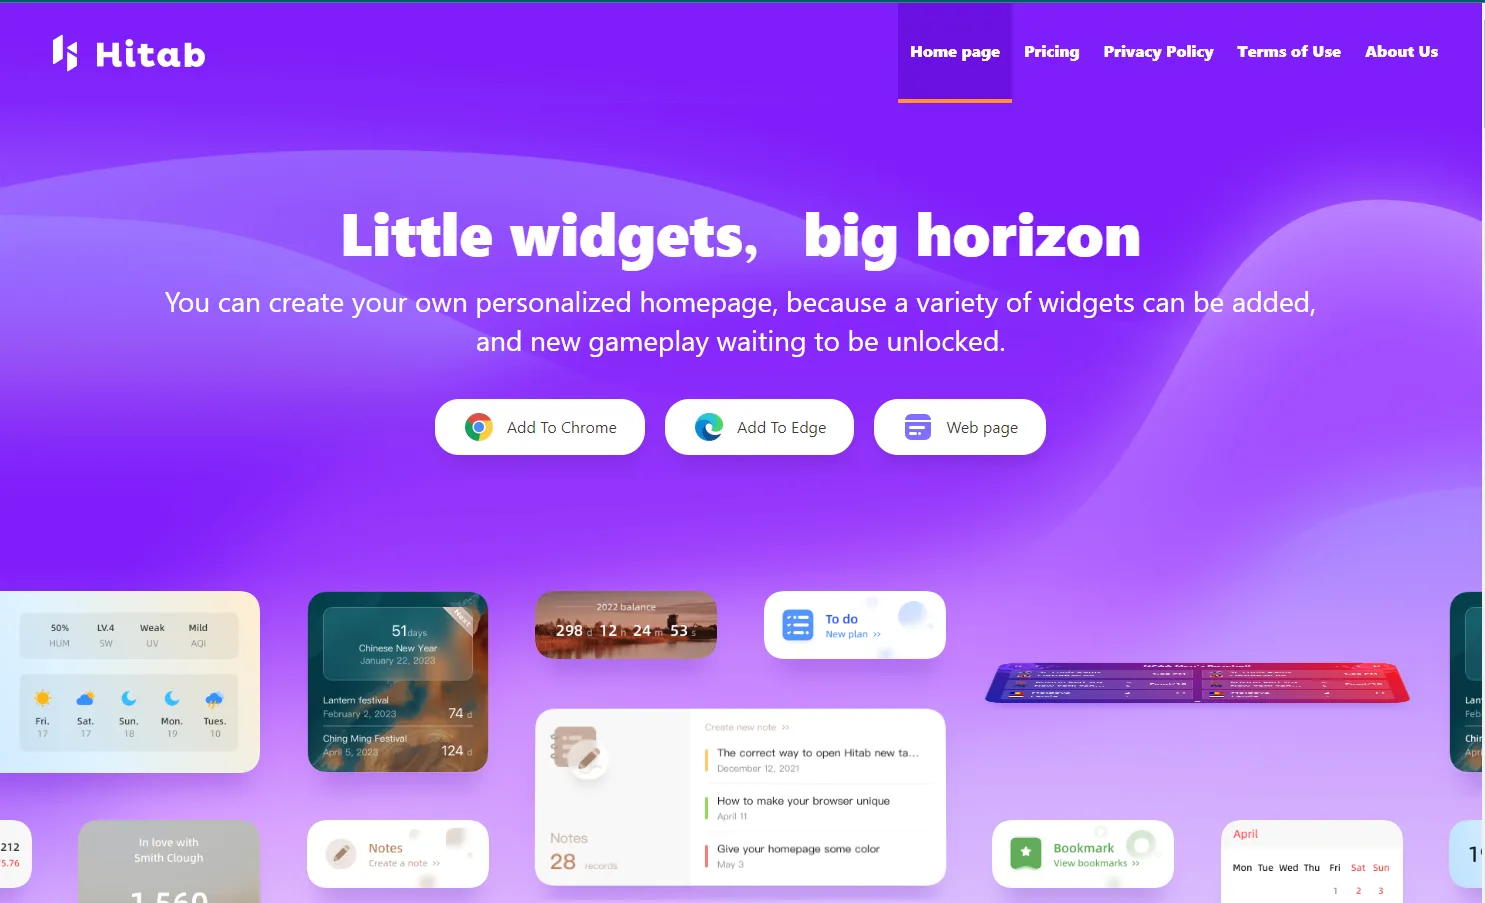 Hitab
Home page
Pricing
Privacy Policy
Terms of Use
About Us
Little widgets, big horizon
You can create your own personalized homepage, because a variety of widgets can be added,
and new gameplay waiting to be unlocked.
Add To Chrome
Add To Edge
Web page
50% LV.4 Weak Mild
HUM SW UV AQI
Fri. Sat. Sun. Mon. Tues.
17 17 18 19 10
Next
51days
Chinese New Year
January 22, 2023
Lantern festival
February 2, 2023
74 d
Ching Ming Festival
April 5, 2023
124 d
2022 balance
298 d 12 h 24 m 53 s
To do
New plan >>
Create new note >>
The correct way to open Hitab new ta...
December 12, 2021
How to make your browser unique
April 11
Give your homepage some color
May 3
Notes
28 records
212
75.76
In love with
Smith Clough
1,560
Notes
Create a note >>
Bookmark
View bookmarks >>
April
Mon Tue Wed Thu Fri Sat Sun
1 2 3